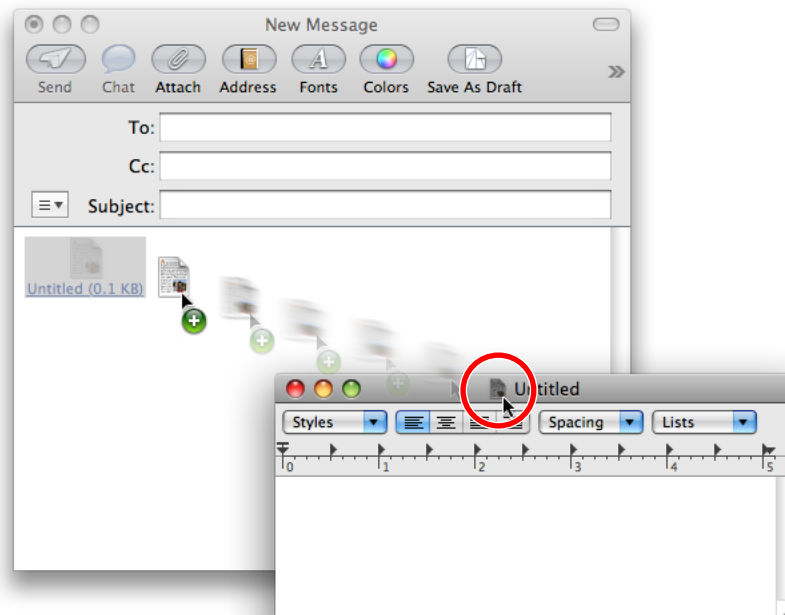 New Message
Send Chat Attach Address Fonts Colors Save As Draft
To:
Cc:
Subject:
Untitled (0.1 KB)
Untitled
Styles Spacing Lists
0 1 2 3 4 5